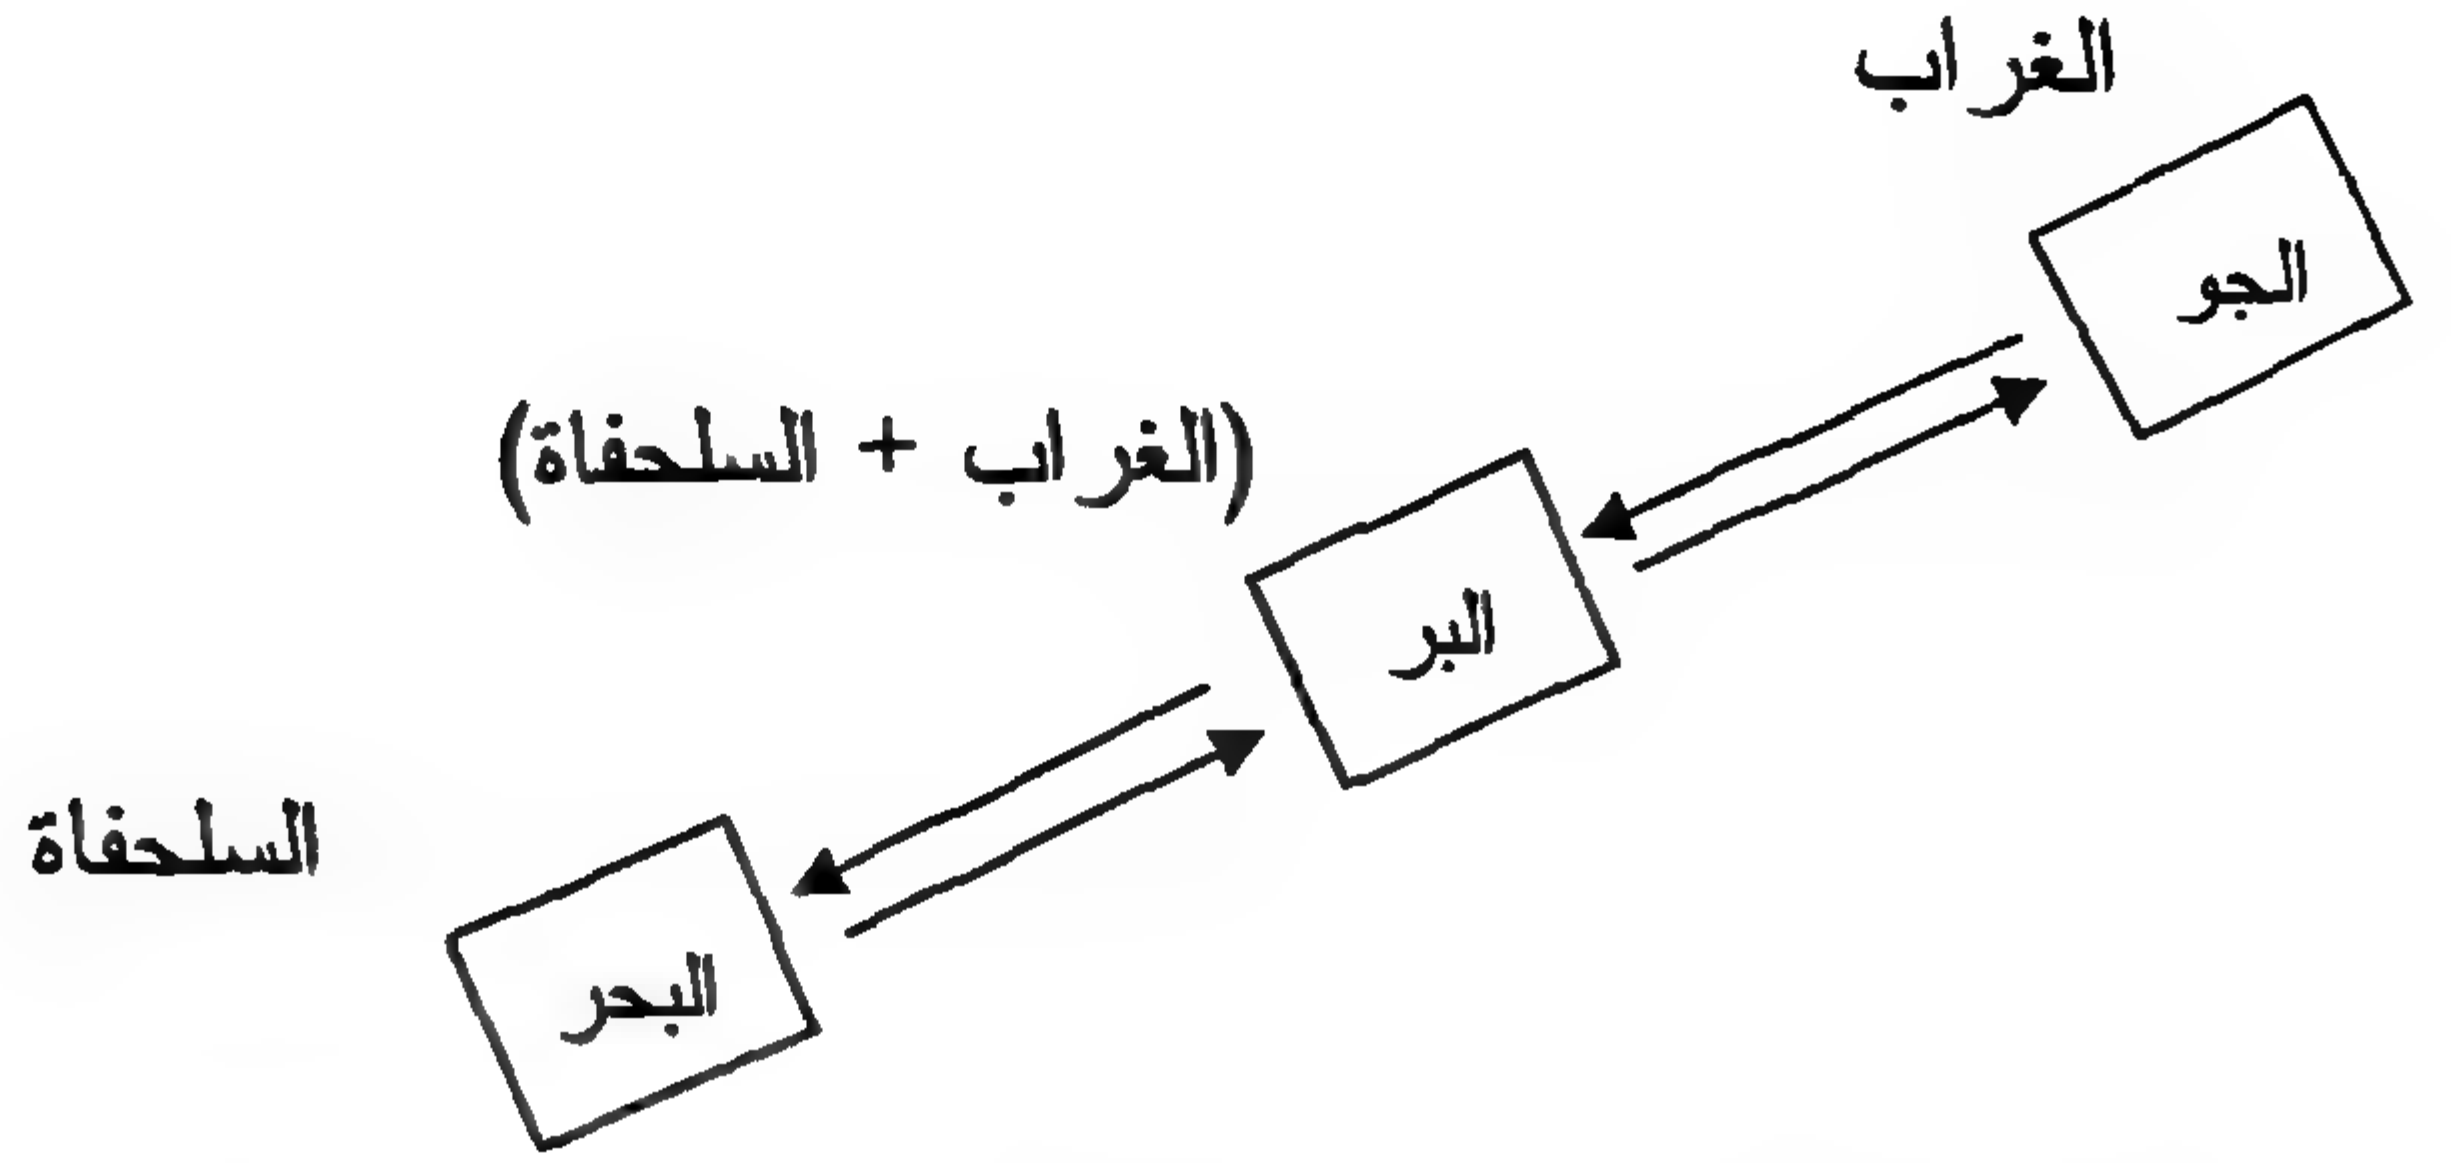 الغراب
الجو
(الغراب + السلحفاة)
البر
السلحفاة
البحر